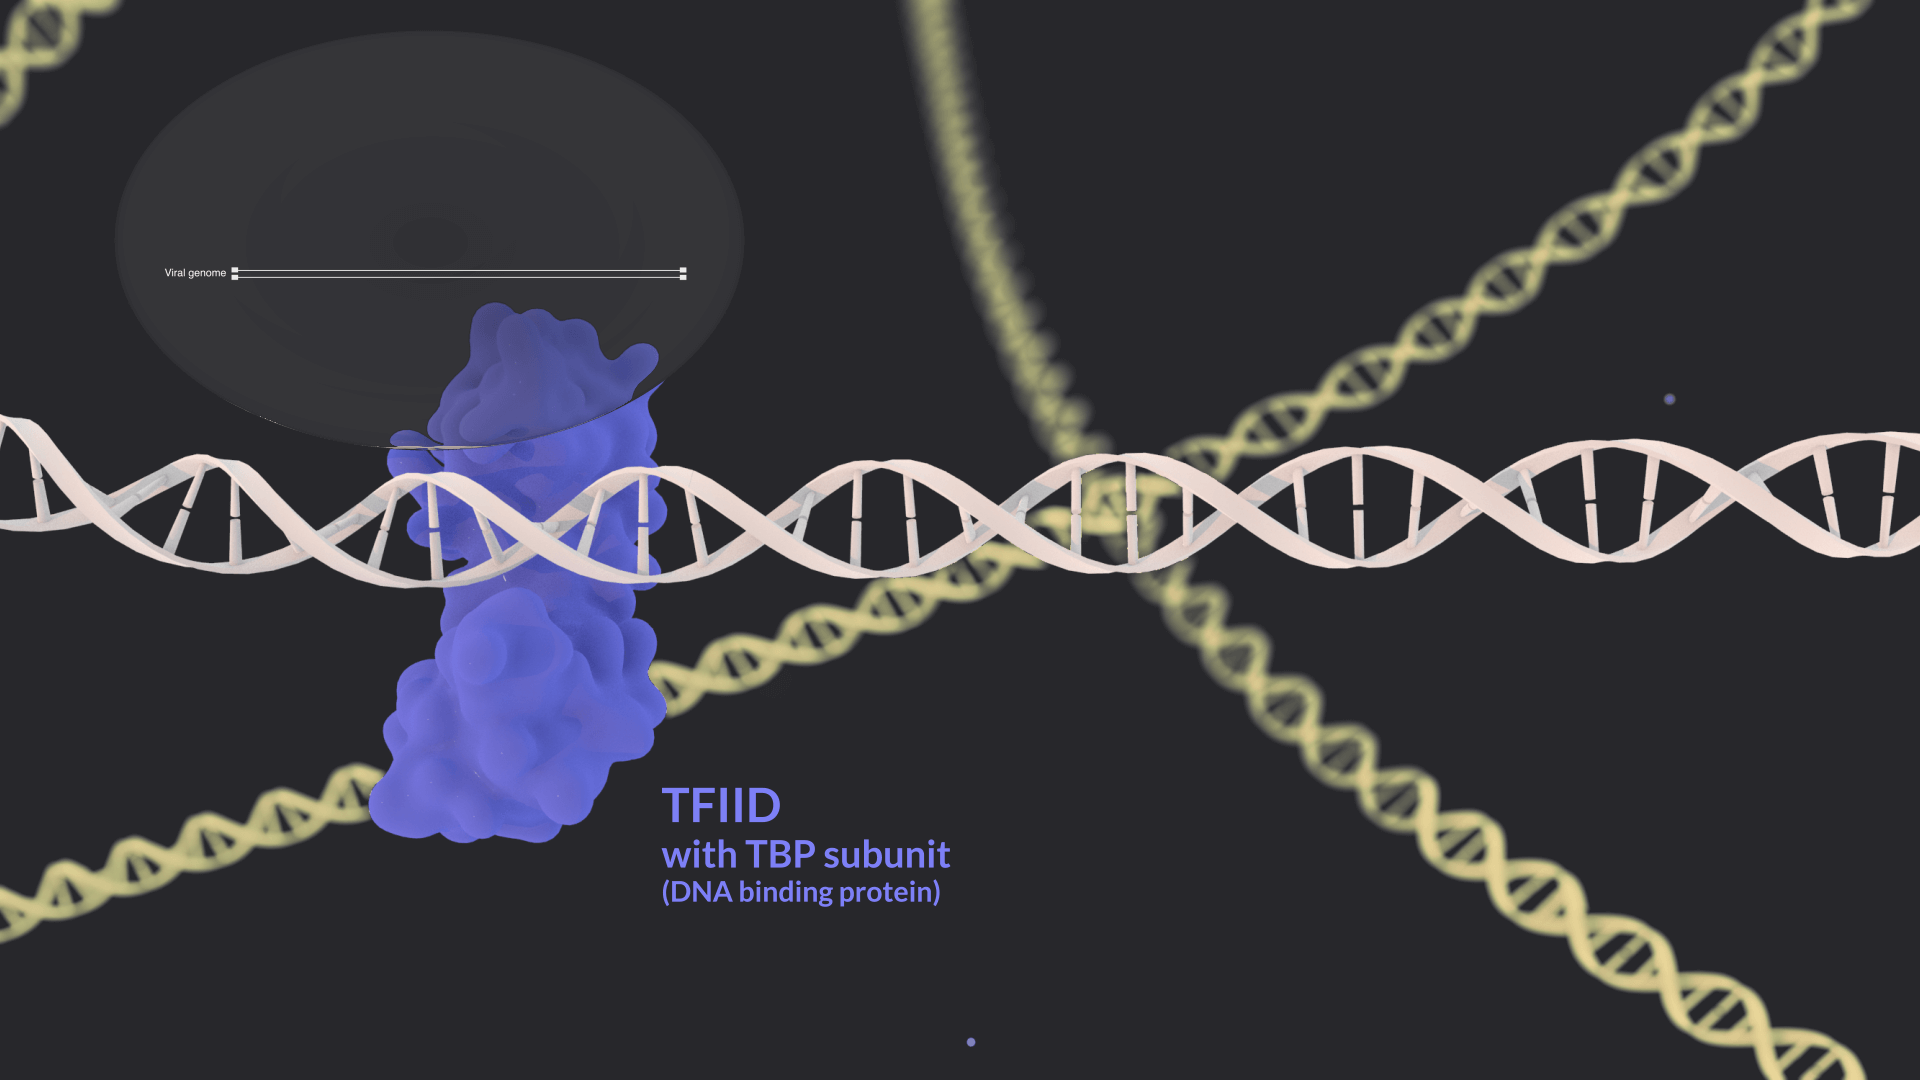 Viral genome
TFIID
with TBP subunit
(DNA binding protein)